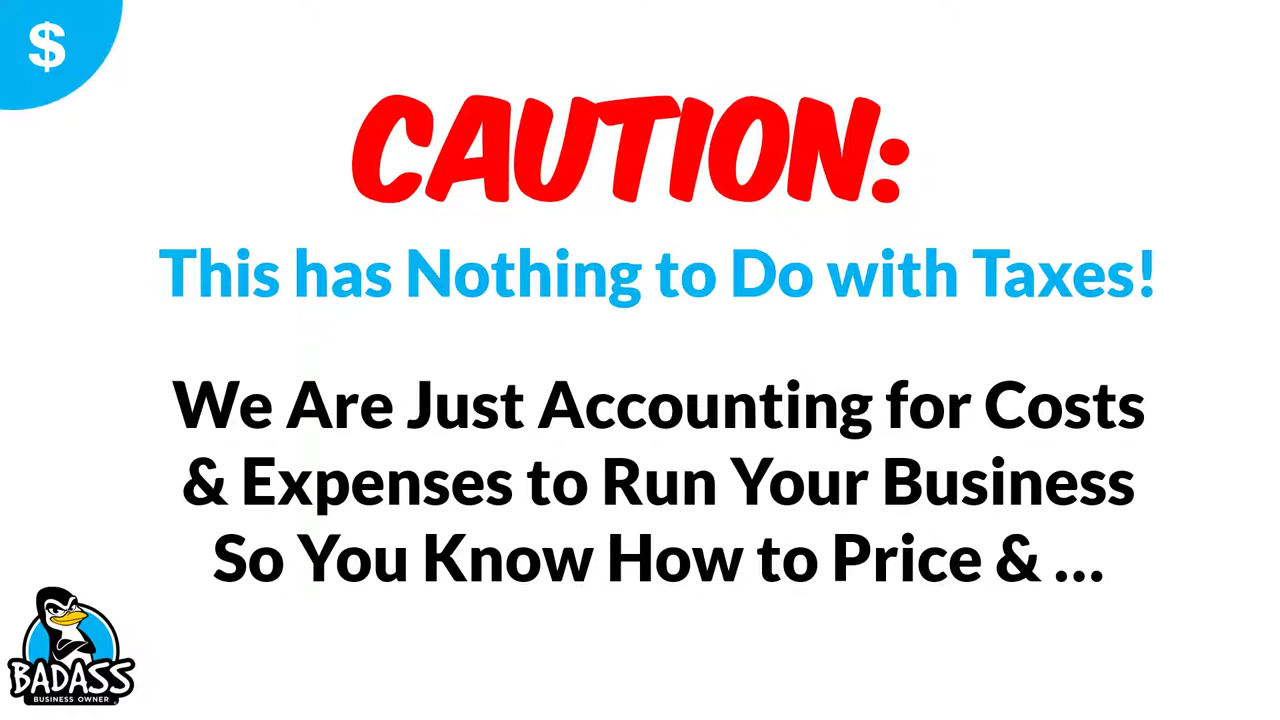 $
CAUTION:
This has Nothing to Do with Taxes!
We Are Just Accounting for Costs
& Expenses to Run Your Business
So You Know How to Price & ...
BADASS
BUSINESS OWNER